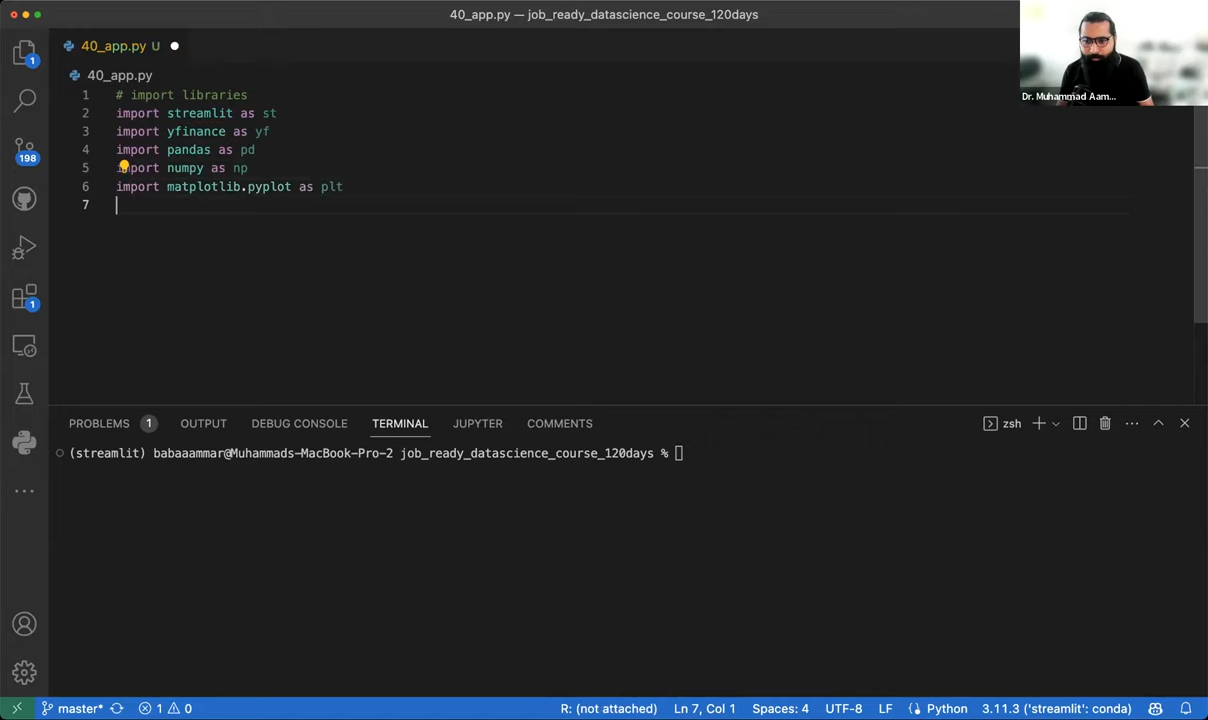 40_app.py — job_ready_datascience_course_120days
40_app.py U
40_app.py
1 # import libraries
2 import streamlit as st
3 import yfinance as yf
4 import pandas as pd
5 import numpy as np
6 import matplotlib.pyplot as plt
7
Dr. Muhammad Aam...
1
198
1
PROBLEMS 1 OUTPUT DEBUG CONSOLE TERMINAL JUPYTER COMMENTS zsh
(streamlit) babaaammar@Muhammads-MacBook-Pro-2 job_ready_datascience_course_120days %
master* 1 0 R: (not attached) Ln 7, Col 1 Spaces: 4 UTF-8 LF Python 3.11.3 ('streamlit': conda)